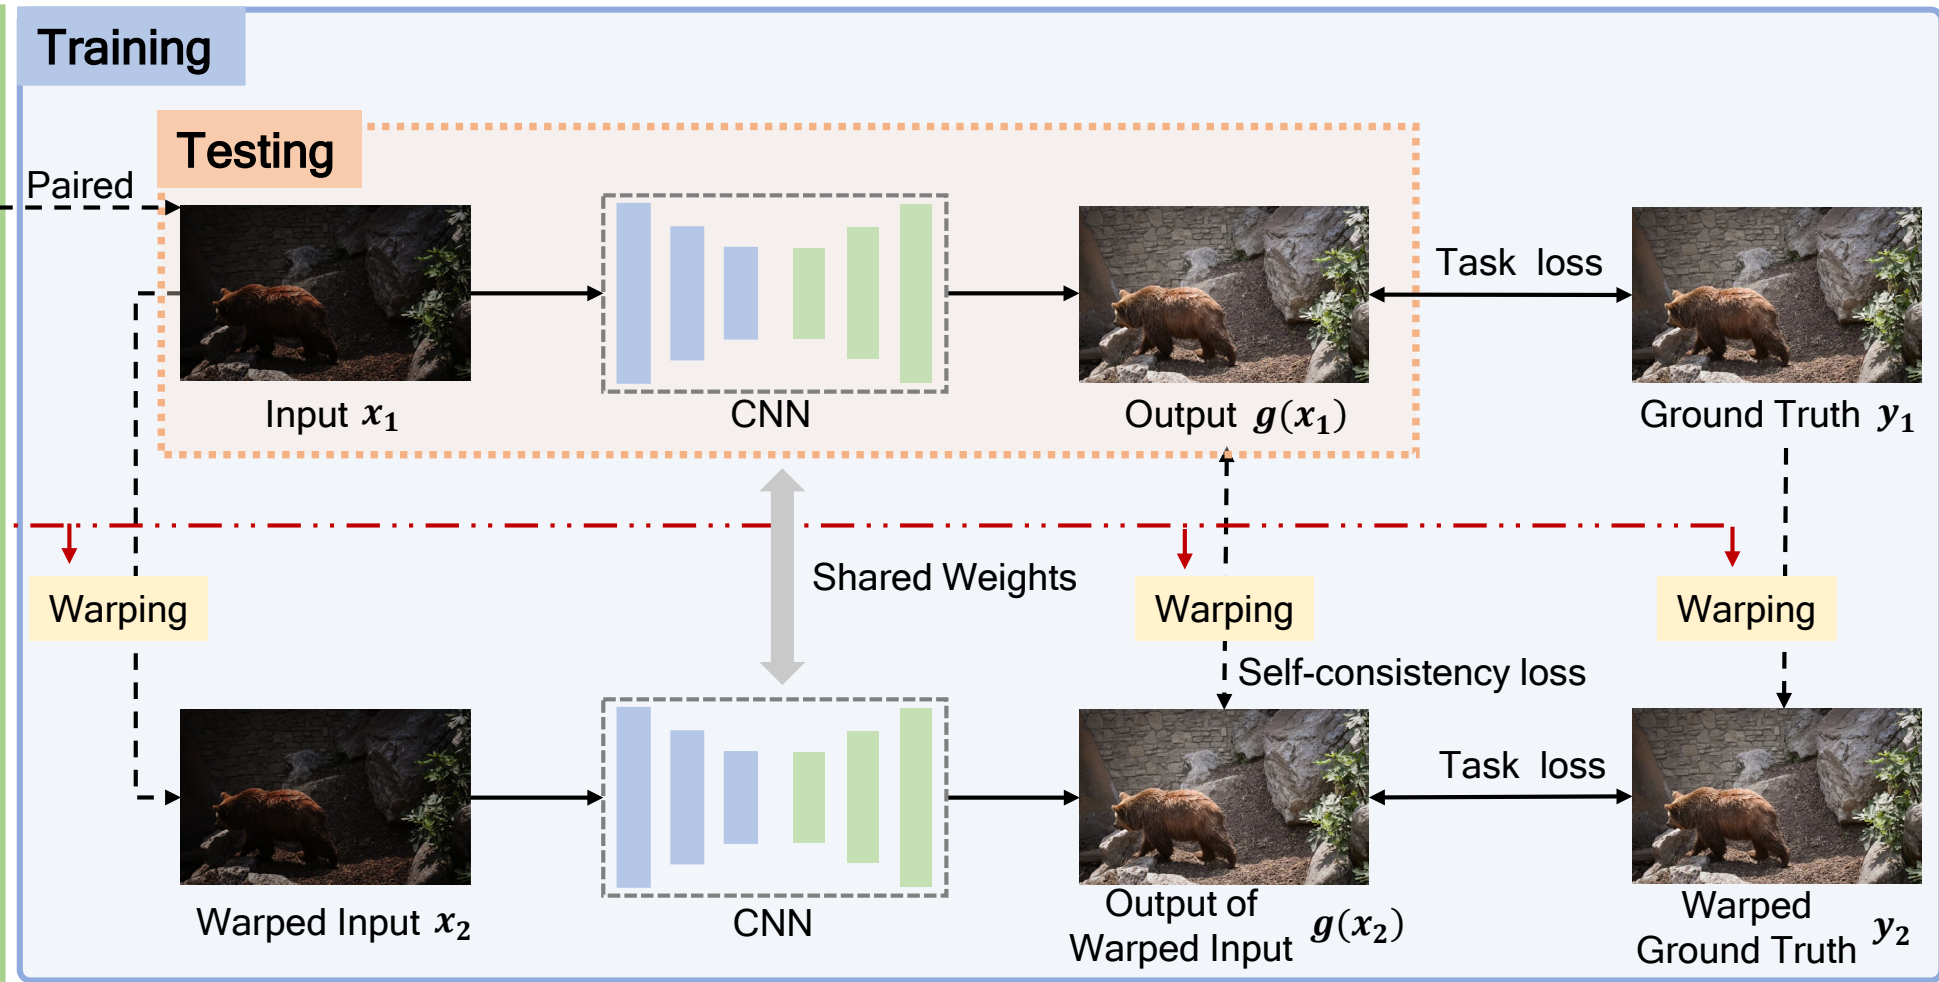 Training
Testing
Paired
Task loss
Input x₁
CNN
Output g(x₁)
Ground Truth y₁
Shared Weights
Warping
Warping
Warping
Self-consistency loss
Task loss
Warped Input x₂
CNN
Output of
Warped Input g(x₂)
Warped
Ground Truth y₂